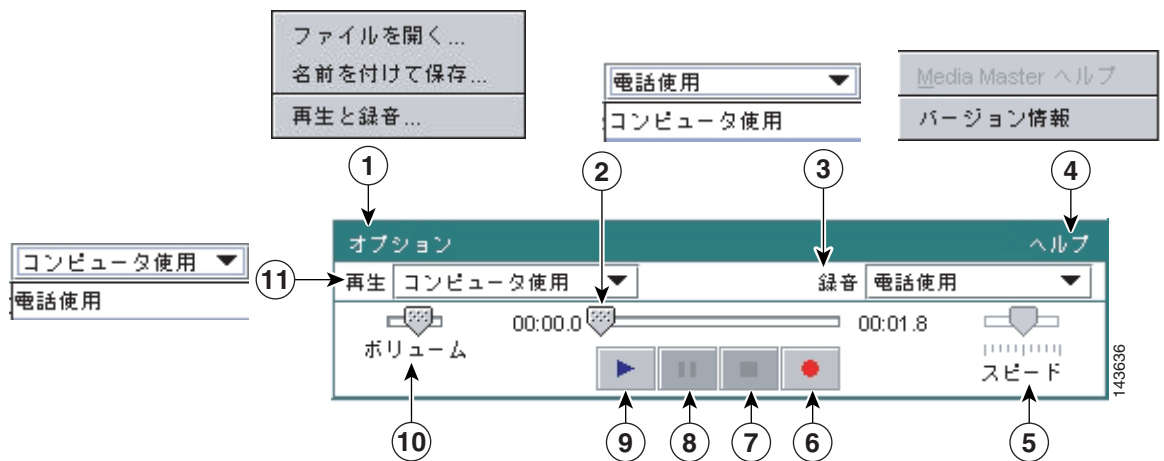 ファイルを開く...
名前を付けて保存...
再生と録音...
電話使用
コンピュータ使用
Media Master ヘルプ
バージョン情報
1
2
3
4
オプション
ヘルプ
コンピュータ使用
電話使用
11
再生
コンピュータ使用
録音
電話使用
00:00.0
00:01.8
ボリューム
スピード
143636
10
9
8
7
6
5